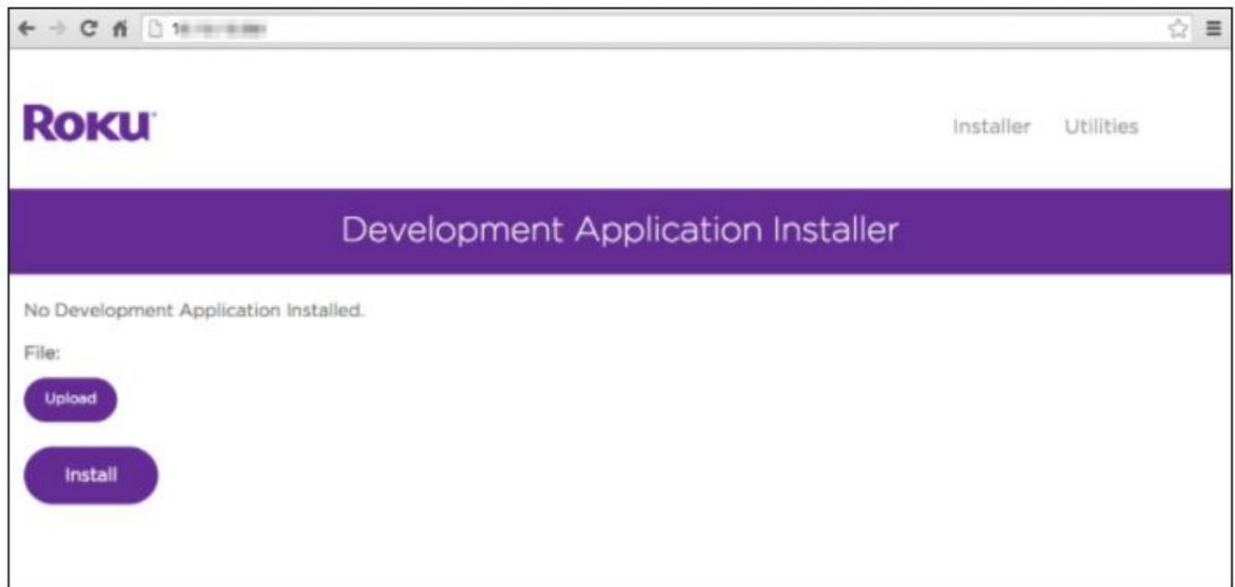 Roku
Installer Utilities
Development Application Installer
No Development Application Installed.
File:
Upload
Install